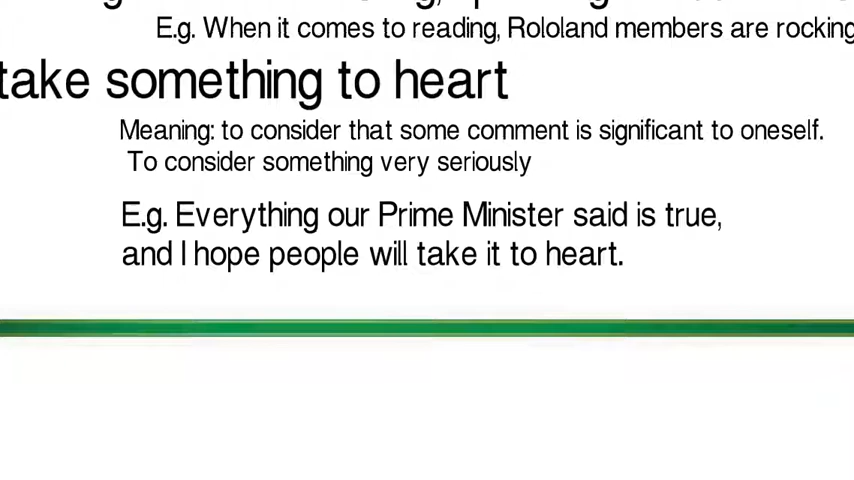 E.g. When it comes to reading, Rololand members are rocking
take something to heart
Meaning: to consider that some comment is significant to oneself.
To consider something very seriously
E.g. Everything our Prime Minister said is true,
and I hope people will take it to heart.